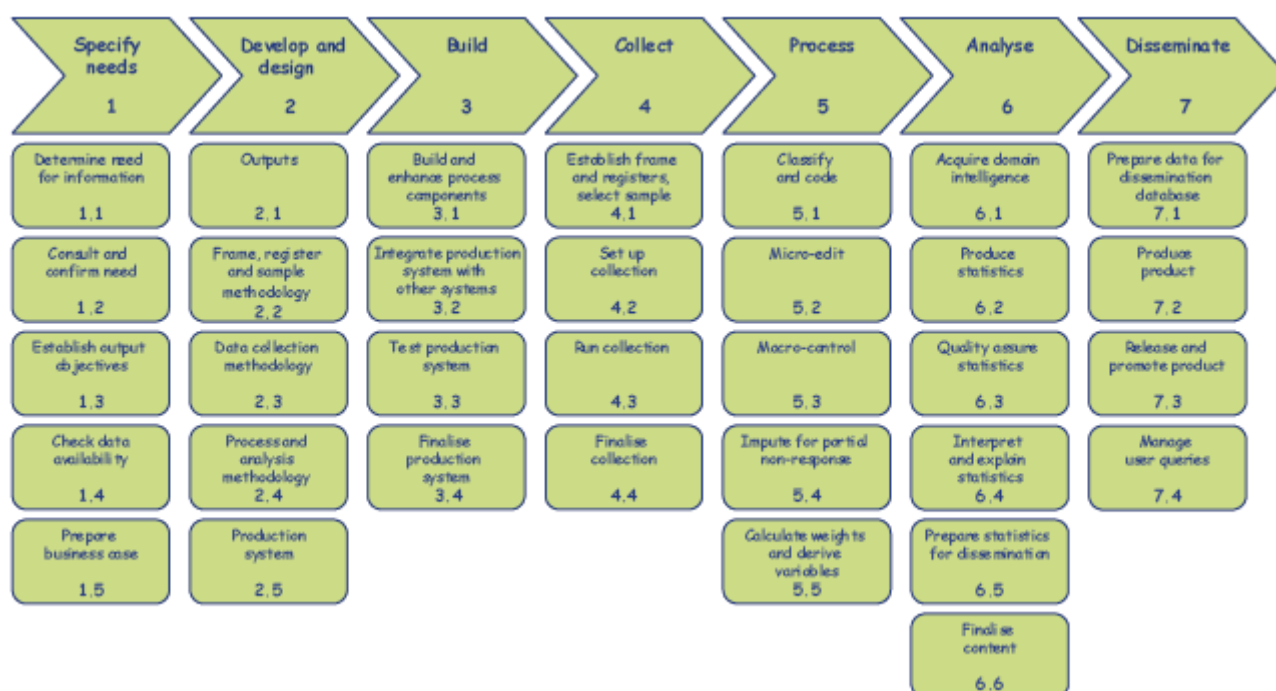 Specify
needs
1
Develop and
design
2
Build
3
Collect
4
Process
5
Analyse
6
Disseminate
7
Determine need
for information
1,1
Outputs
2,1
Build and
enhance process
components
3,1
Establish frame
and registers,
select sample
4,1
Classify
and code
5,1
Acquire domain
intelligence
6,1
Prepare data for
dissemination
database
7,1
Consult and
confirm need
1,2
Frame, register
and sample
methodology
2,2
Integrate production
system with
other systems
3,2
Set up
collection
4,2
Micro-edit
5,2
Produce
statistics
6,2
Produce
product
7,2
Establish output
objectives
1,3
Data collection
methodology
2,3
Test production
system
3,3
Run collection
4,3
Macro-control
5,3
Quality assure
statistics
6,3
Release and
promote product
7,3
Check data
availability
1,4
Process and
analysis
methodology
2,4
Finalise
production
system
3,4
Finalise
collection
4,4
Impute for partial
non-response
5,4
Interpret
and explain
statistics
6,4
Manage
user queries
7,4
Prepare
business case
1,5
Production
system
2,5
Calculate weights
and derive
variables
5,5
Prepare statistics
for dissemination
6,5
Finalise
content
6,6